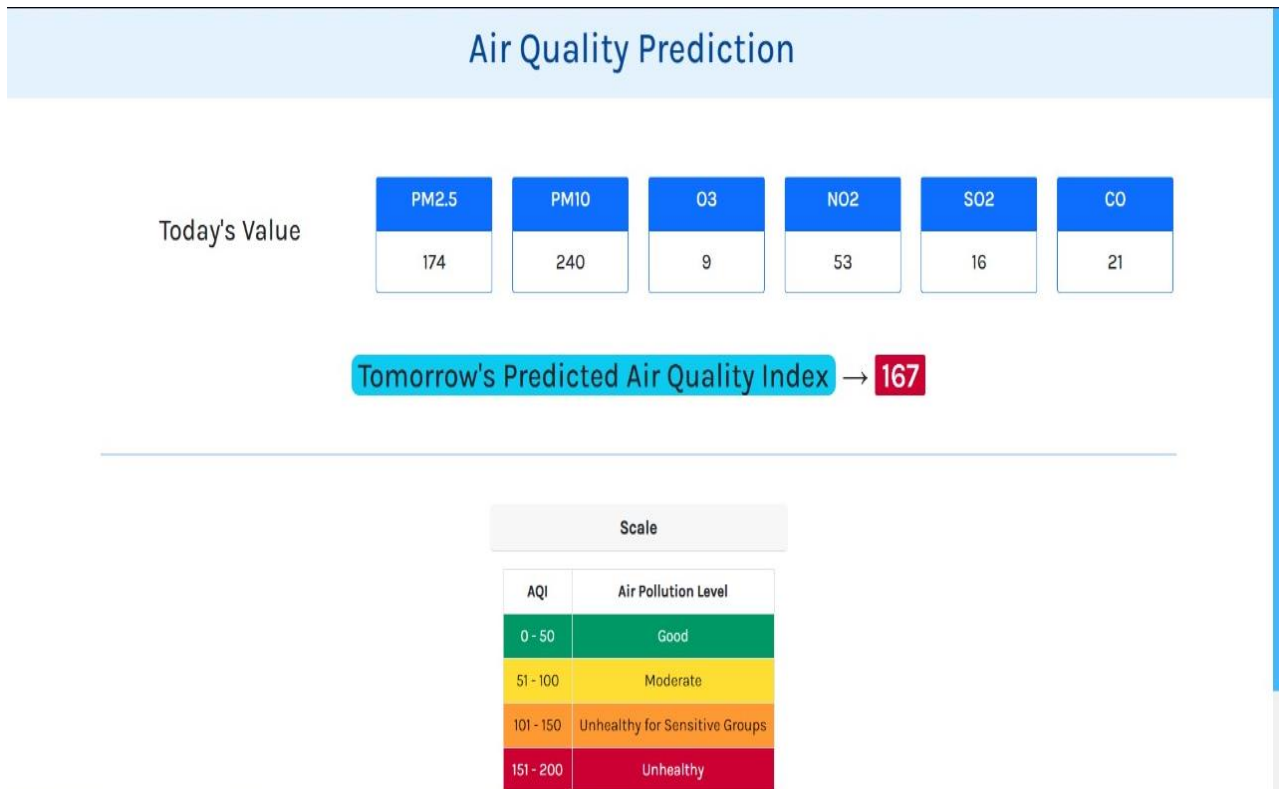 Air Quality Prediction
PM2.5 PM10 O3 NO2 SO2 CO
Today's Value
174 240 9 53 16 21
Tomorrow's Predicted Air Quality Index → 167
Scale
AQI Air Pollution Level
0 - 50 Good
51 - 100 Moderate
101 - 150 Unhealthy for Sensitive Groups
151 - 200 Unhealthy